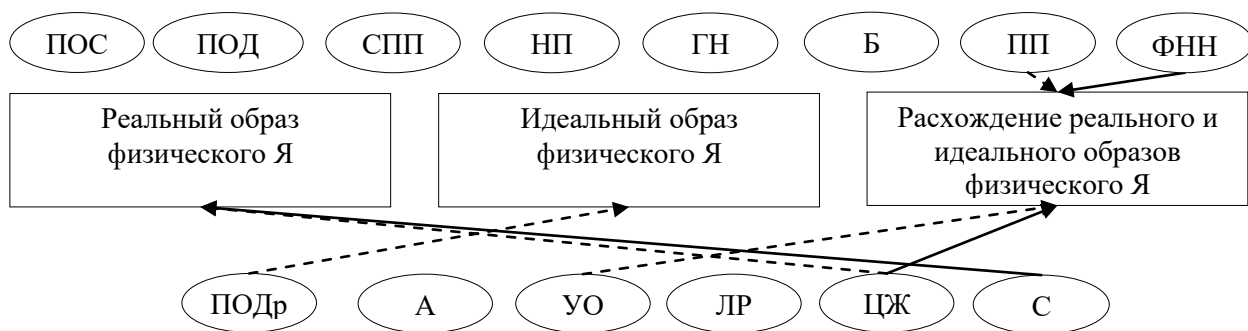 ПОС ПОД СПП НП ГН Б ПП ФНН
Реальный образ
физического Я
Идеальный образ
физического Я
Расхождение реального и
идеального образов
физического Я
ПОДр А УО ЛР ЦЖ С